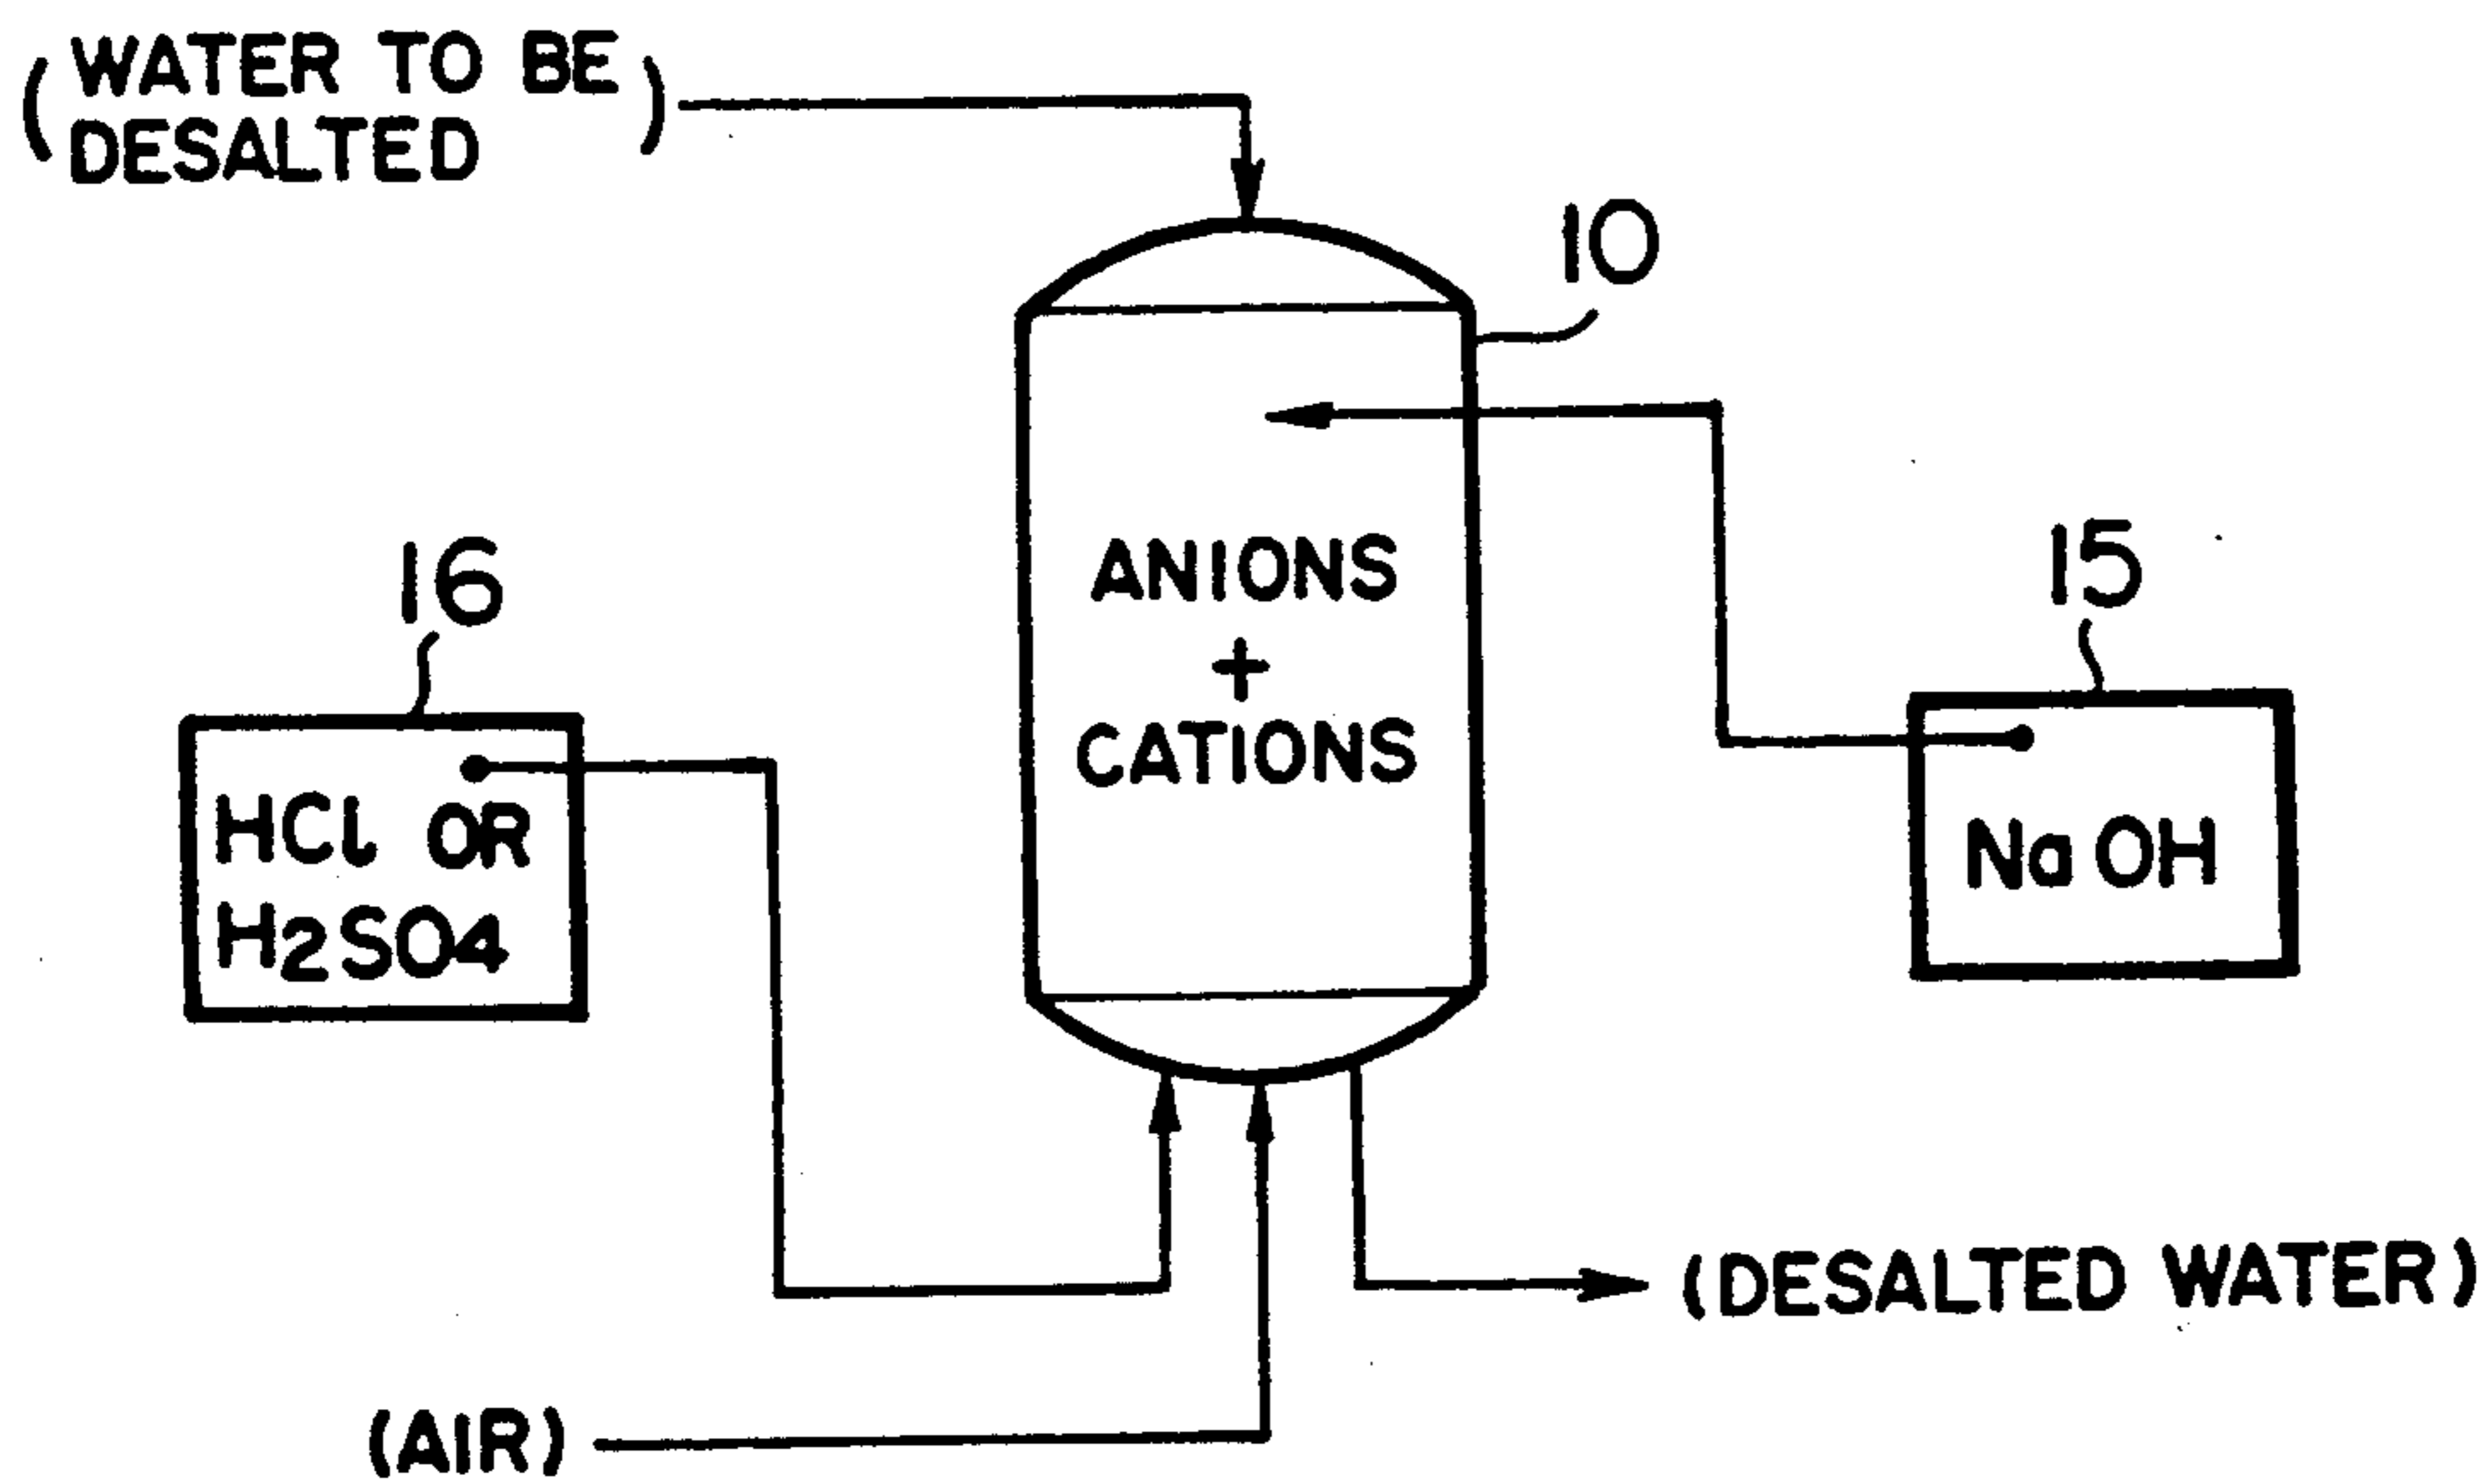 (WATER TO BE
DESALTED)
10
ANIONS
+
CATIONS
16
HCl OR
H2SO4
15
NaOH
(DESALTED WATER)
(AIR)